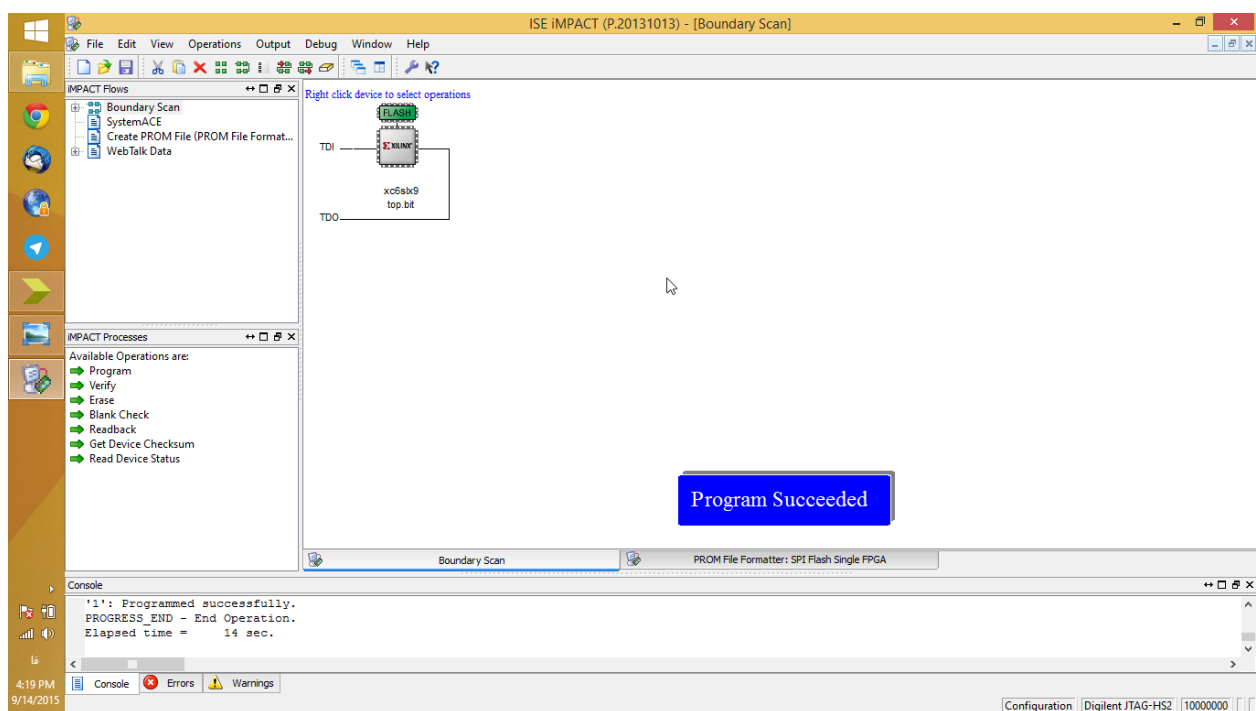 ISE iMPACT (P.20131013) - [Boundary Scan]
File Edit View Operations Output Debug Window Help
iMPACT Flows
Boundary Scan
SystemACE
Create PROM File (PROM File Format...
WebTalk Data
Right click device to select operations
FLASH
TDI
XILINX
xc6slx9
top.bit
TDO
iMPACT Processes
Available Operations are:
Program
Verify
Erase
Blank Check
Readback
Get Device Checksum
Read Device Status
Program Succeeded
Boundary Scan
PROM File Formatter: SPI Flash Single FPGA
Console
'1': Programmed successfully.
PROGRESS_END - End Operation.
Elapsed time =     14 sec.
Console Errors Warnings
Configuration Digilent JTAG-HS2 10000000
فا
4:19 PM
9/14/2015